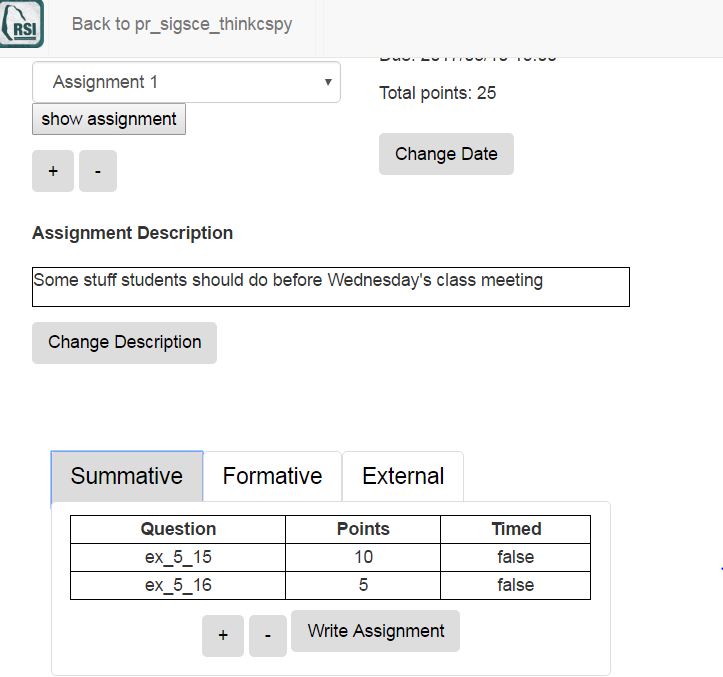 RSI
Back to pr_sigsce_thinkcspy
Assignment 1
Total points: 25
show assignment
Change Date
+ -
Assignment Description
Some stuff students should do before Wednesday's class meeting
Change Description
Summative Formative External
Question Points Timed
ex_5_15 10 false
ex_5_16 5 false
+ - Write Assignment